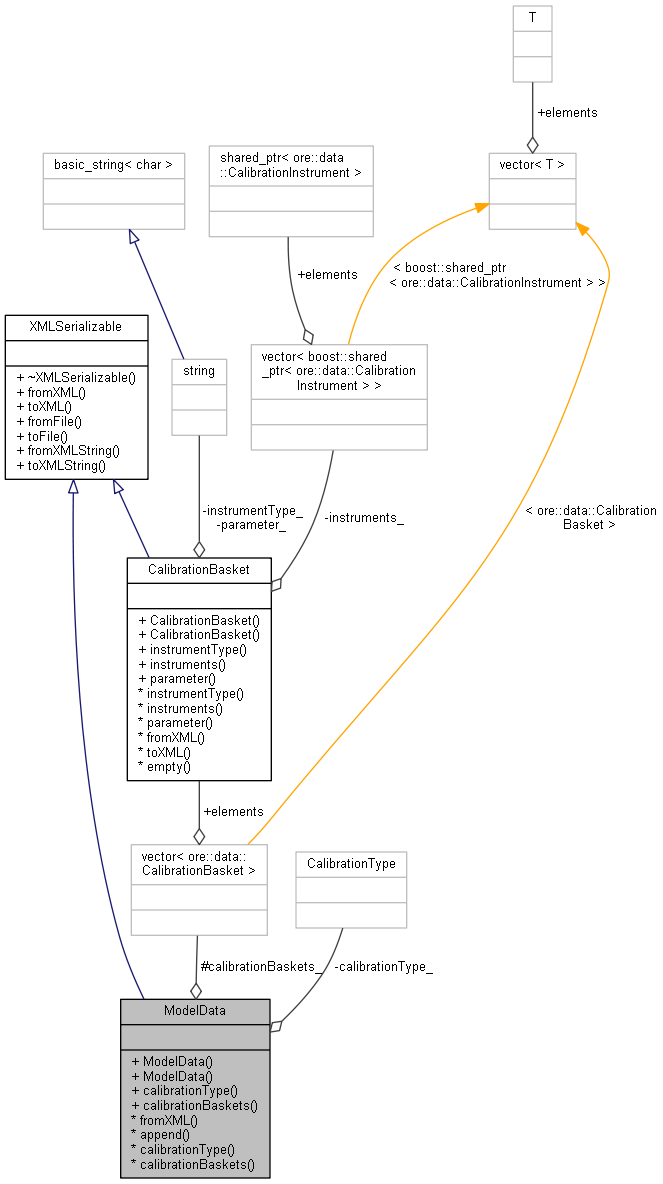 T
+elements
basic_string< char >
shared_ptr< ore::data
::CalibrationInstrument >
vector< T >
+elements
< boost::shared_ptr
< ore::data::CalibrationInstrument > >
XMLSerializable
+ ~XMLSerializable()
+ fromXML()
+ toXML()
+ fromFile()
+ toFile()
+ fromXMLString()
+ toXMLString()
string
vector< boost::shared
_ptr< ore::data::Calibration
Instrument > >
-instrumentType_
-parameter_
-instruments_
< ore::data::Calibration
Basket >
CalibrationBasket
+ CalibrationBasket()
+ CalibrationBasket()
+ instrumentType()
+ instruments()
+ parameter()
* instrumentType()
* instruments()
* parameter()
* fromXML()
* toXML()
* empty()
+elements
vector< ore::data::
CalibrationBasket >
CalibrationType
#calibrationBaskets_
-calibrationType_
ModelData
+ ModelData()
+ ModelData()
+ calibrationType()
+ calibrationBaskets()
* fromXML()
* append()
* calibrationType()
* calibrationBaskets()